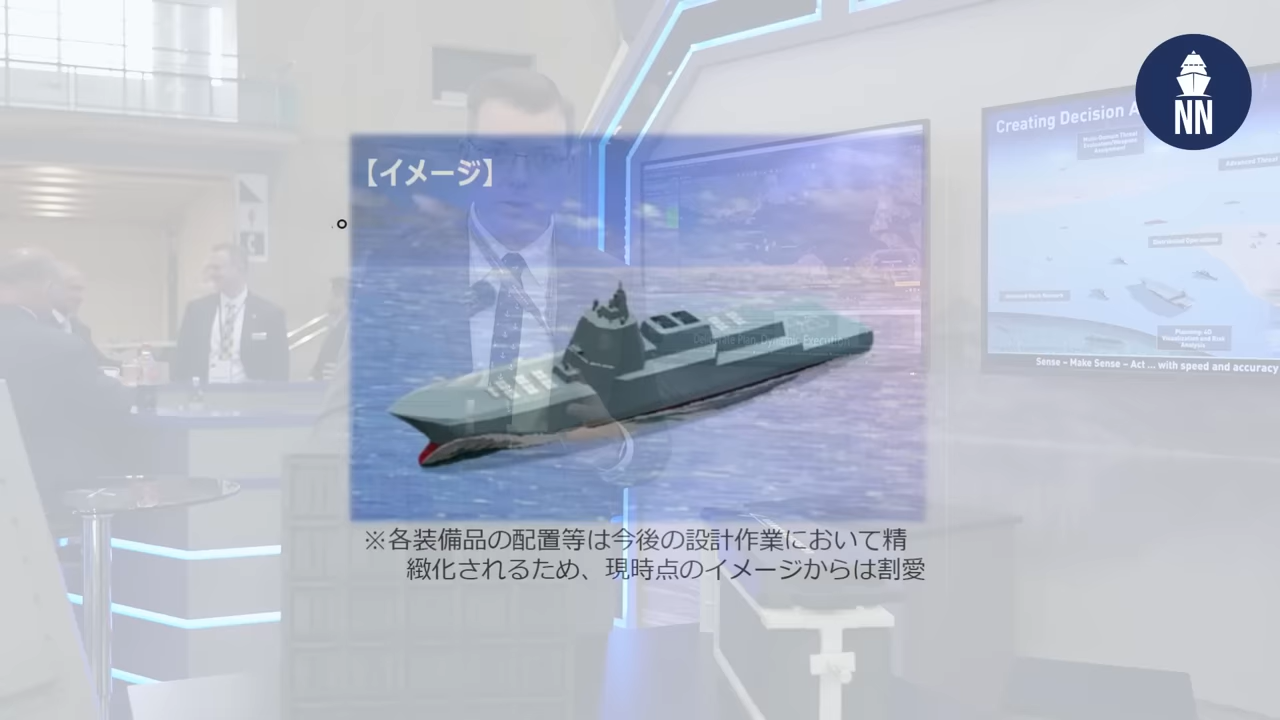 NN
Creating Decision A
【イメージ】
。
Sense – Make Sense – Act ... with speed and accuracy
※各装備品の配置等は今後の設計作業において精
緻化されるため、現時点のイメージからは割愛